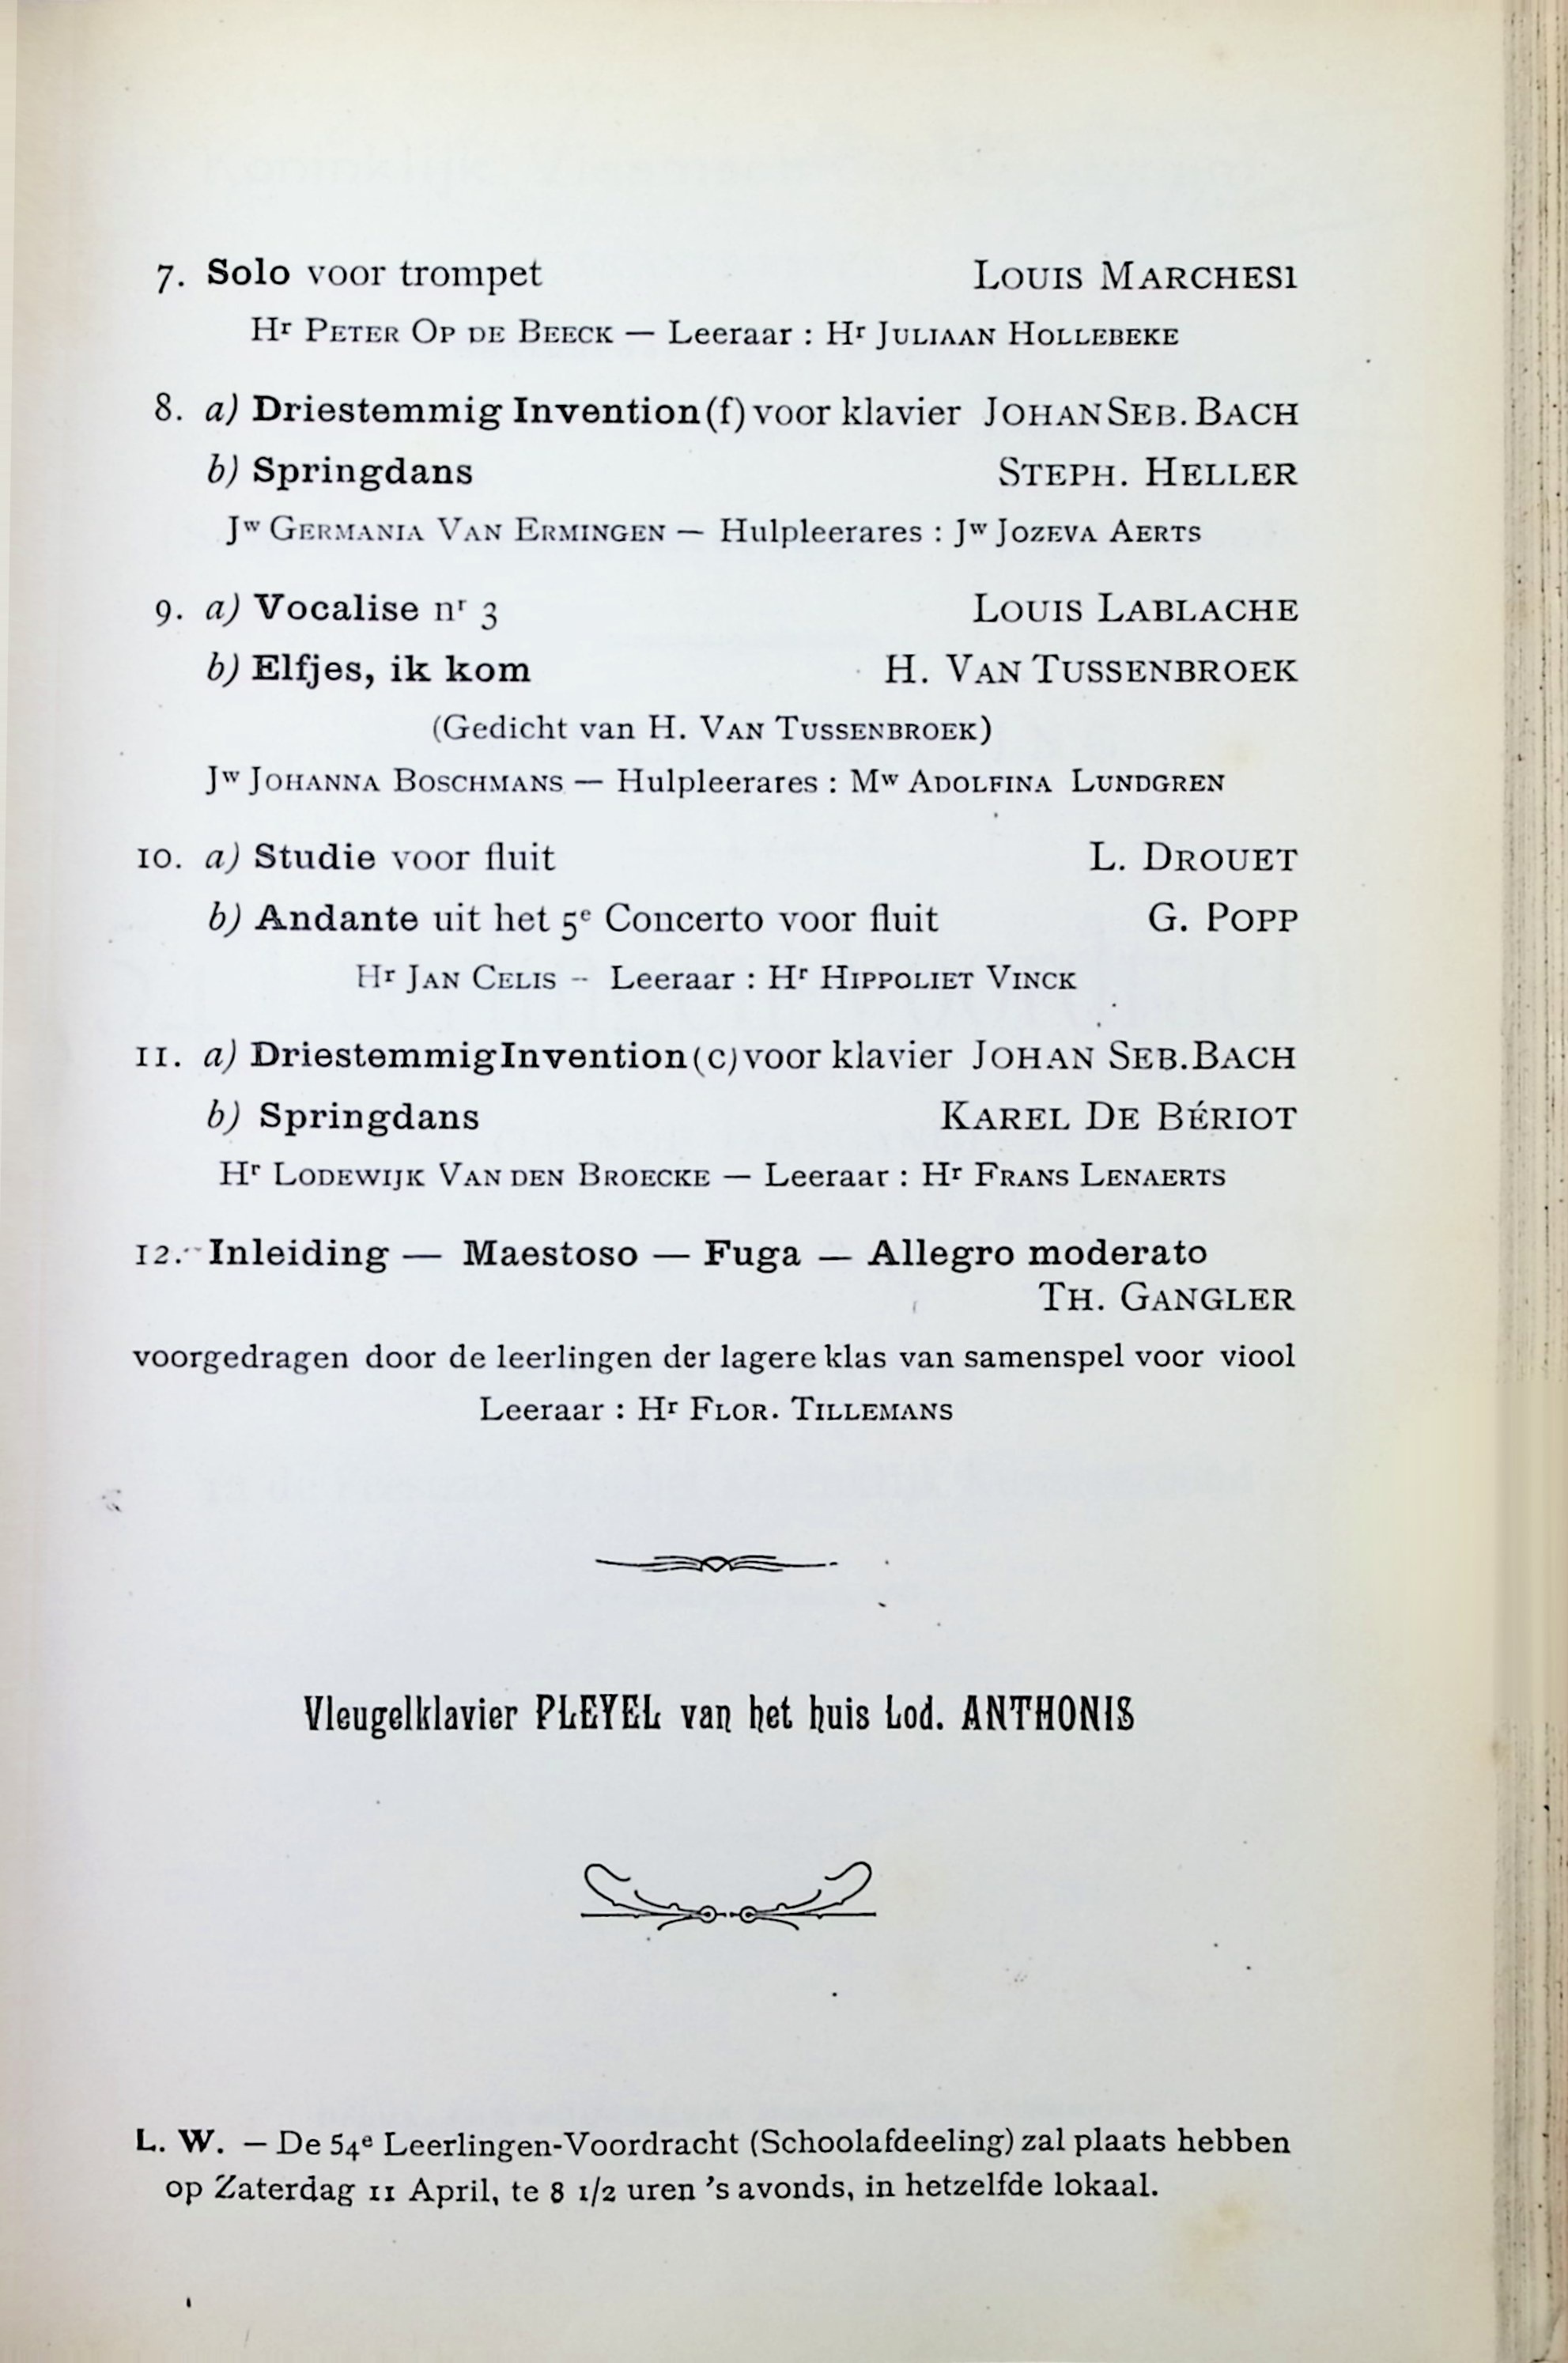 7. Solo voor trompet LOUIS MARCHESI
Hr PETER OP DE BEECK — Leeraar : Hr JULIAAN HOLLEBEKE
8. a) Driestemmig Invention (f) voor klavier JOHAN SEB. BACH
b) Springdans STEPH. HELLER
Jw GERMANIA VAN ERMINGEN — Hulpleerares : Jw JOZEVA AERTS
9. a) Vocalise nr 3 LOUIS LABLACHE
b) Elfjes, ik kom H. VAN TUSSENBROEK
(Gedicht van H. VAN TUSSENBROEK)
Jw JOHANNA BOSCHMANS — Hulpleerares : Mw ADOLFINA LUNDGREN
10. a) Studie voor fluit L. DROUET
b) Andante uit het 5e Concerto voor fluit G. POPP
Hr JAN CELIS -- Leeraar : Hr HIPPOLIET VINCK
11. a) Driestemmig Invention (c) voor klavier JOHAN SEB. BACH
b) Springdans KAREL DE BÉRIOT
Hr LODEWIJK VAN DEN BROECKE — Leeraar : Hr FRANS LENAERTS
12. Inleiding — Maestoso — Fuga — Allegro moderato
TH. GANGLER
voorgedragen door de leerlingen der lagere klas van samenspel voor viool
Leeraar : Hr FLOR. TILLEMANS
Vleugelklavier PLEYEL van het huis Lod. ANTHONIS
L. W. — De 54e Leerlingen-Voordracht (Schoolafdeeling) zal plaats hebben
op Zaterdag 11 April, te 8 1/2 uren 's avonds, in hetzelfde lokaal.